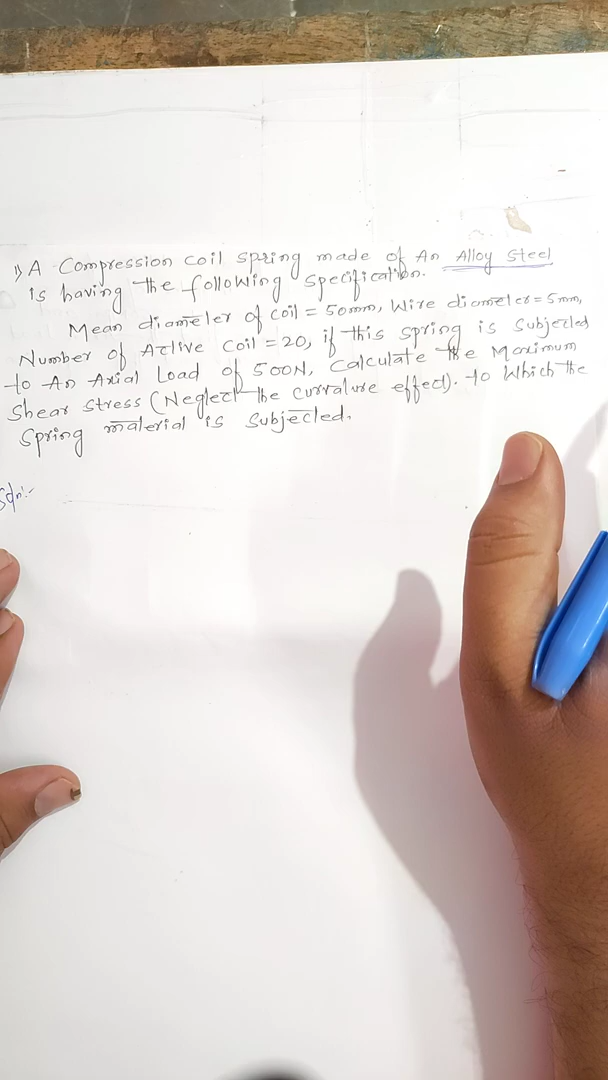 1) A Compression coil spring made of An Alloy steel
is having the following specification.
Mean diameter of coil = 50mm, Wire diameter = 5mm,
Number of Active coil = 20, if this spring is Subjected
to An Axial Load of 500N, Calculate the Maximum
Shear stress (Neglect the curvature effect). to Which the
Spring material is Subjected.
Soln:-